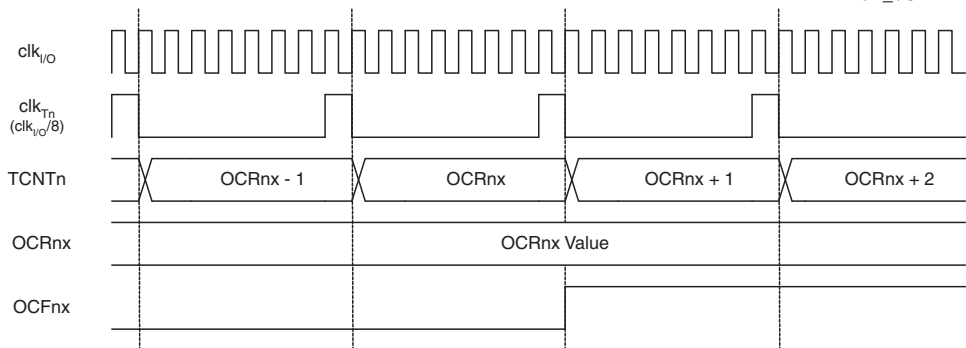 clkI/O
clkTn
(clkI/O/8)
TCNTn
OCRnx - 1
OCRnx
OCRnx + 1
OCRnx + 2
OCRnx
OCRnx Value
OCFnx